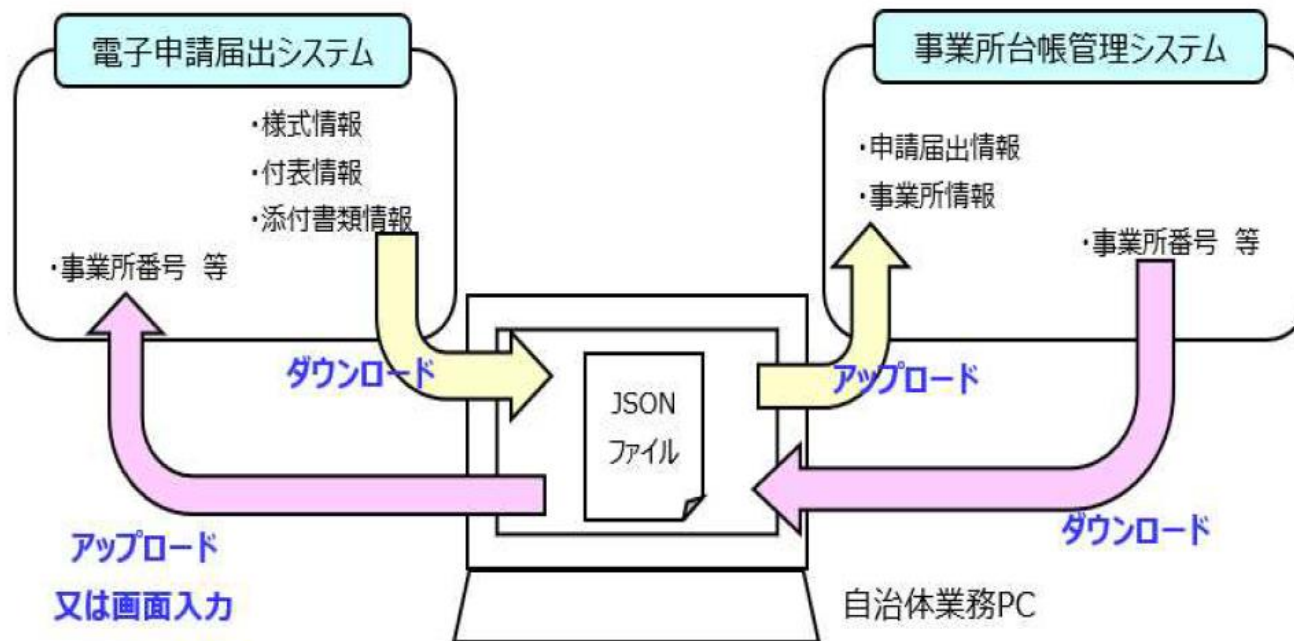 電子申請届出システム
・様式情報
・付表情報
・添付書類情報
・事業所番号 等
事業所台帳管理システム
・申請届出情報
・事業所情報
・事業所番号 等
ダウンロード
アップロード
JSON
ファイル
アップロード
又は画面入力
ダウンロード
自治体業務PC